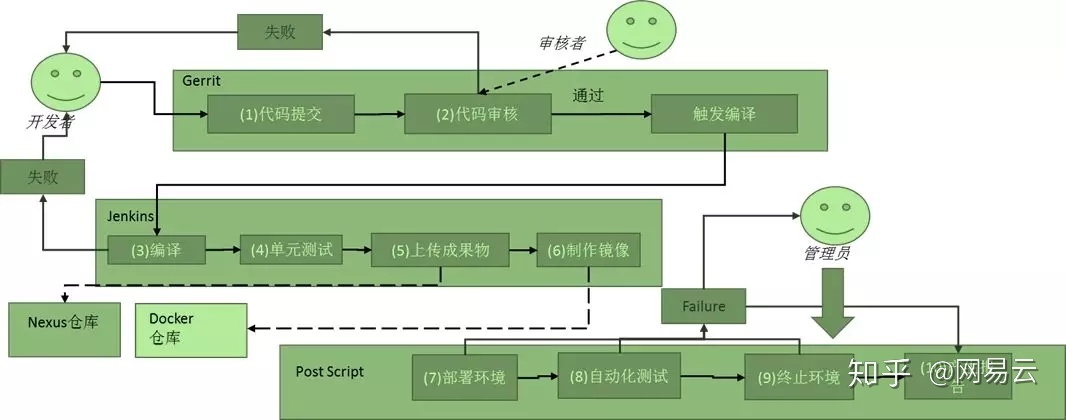 失败
审核者
Gerrit
(1)代码提交
(2)代码审核
通过
触发编译
开发者
失败
Jenkins
(3)编译
(4)单元测试
(5)上传成果物
(6)制作镜像
管理员
Nexus仓库
Docker
仓库
Failure
Post Script
(7)部署环境
(8)自动化测试
(9)终止环境
告
知乎 @网易云